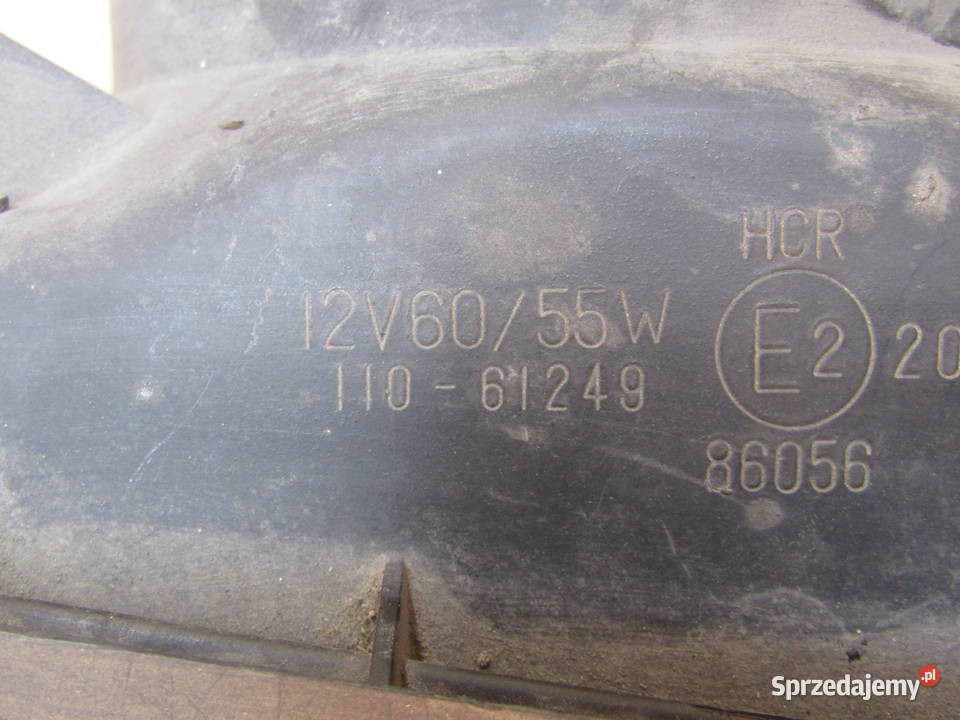 HCR
12V60/55W
E2 20
110-61249
86056
Sprzedajemy.pl